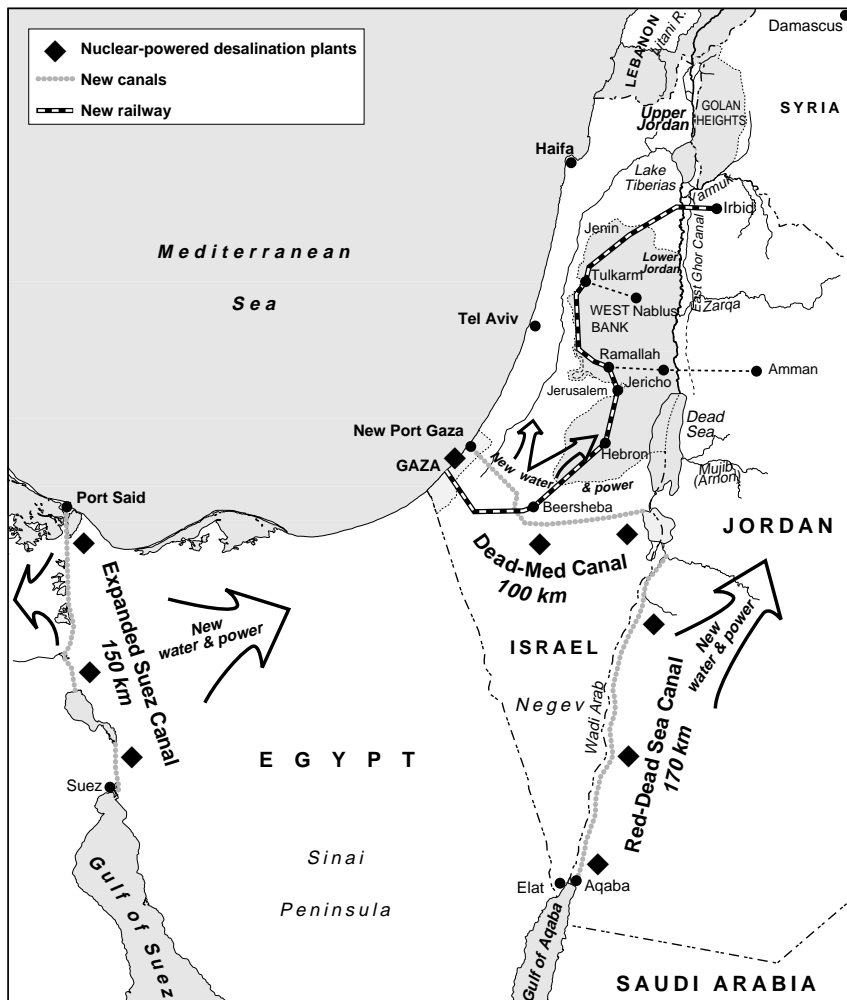 Nuclear-powered desalination plants
New canals
New railway
Damascus
LEBANON
Litani R.
GOLAN
HEIGHTS
SYRIA
Upper
Jordan
Haifa
Lake
Tiberias
Yarmuk
Irbid
Mediterranean
Sea
Jenin
Lower
Jordan
East Ghor Canal
Tulkarm
WEST
BANK
Nablus
Zarqa
Tel Aviv
Ramallah
Jericho
Amman
Jerusalem
Dead
Sea
New Port Gaza
GAZA
Hebron
New water
& power
Mujib
(Arnon)
Port Said
Beersheba
JORDAN
Dead-Med Canal
100 km
Expanded Suez Canal
150 km
New
water & power
ISRAEL
New
water & power
Negev
Wadi Arab
Red-Dead Sea Canal
170 km
EGYPT
Suez
Sinai
Peninsula
Elat
Aqaba
Gulf of Suez
Gulf of Aqaba
SAUDI ARABIA